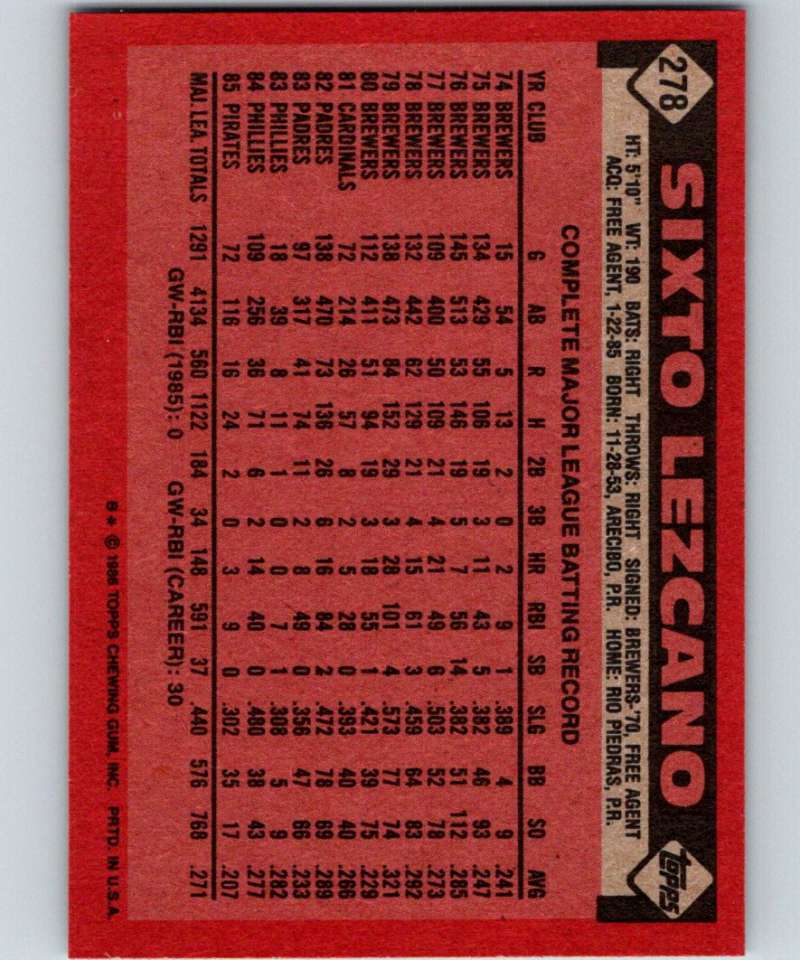 278
SIXTO LEZCANO
topps
HT: 5'10" WT: 190 BATS: RIGHT THROWS: RIGHT SIGNED: BREWERS-'70, FREE AGENT
ACQ: FREE AGENT, 1-22-85 BORN: 11-28-53, ARECIBO, P.R. HOME: RIO PIEDRAS, P.R.
COMPLETE MAJOR LEAGUE BATTING RECORD
YR CLUB G AB R H 2B 3B HR RBI SB SLG BB SO AVG
74 BREWERS 15 54 5 13 2 0 2 9 1 .389 4 9 .241
75 BREWERS 134 429 55 106 19 3 11 43 5 .382 46 93 .247
76 BREWERS 145 513 53 146 19 5 7 56 14 .382 51 112 .285
77 BREWERS 109 400 50 109 21 4 21 49 6 .503 52 78 .273
78 BREWERS 132 442 62 129 21 4 15 61 3 .459 64 83 .292
79 BREWERS 138 473 84 152 29 3 28 101 4 .573 77 74 .321
80 BREWERS 112 411 51 94 19 3 18 55 1 .421 39 75 .229
81 CARDINALS 72 214 26 57 8 2 5 28 0 .393 40 40 .266
82 PADRES 138 470 73 136 26 6 16 84 2 .472 78 69 .289
83 PADRES 97 317 41 74 11 2 8 49 0 .356 47 66 .233
83 PHILLIES 18 39 8 11 1 0 0 7 1 .308 5 9 .282
84 PHILLIES 109 256 36 71 6 2 14 40 0 .480 38 43 .277
85 PIRATES 72 116 16 24 2 0 3 9 0 .302 35 17 .207
MAJ. LEA TOTALS 1291 4134 560 1122 184 34 148 591 37 .440 576 768 .271
GW-RBI (1985): 0 GW-RBI (CAREER): 30
B* © 1986 TOPPS CHEWING GUM, INC. PRTD. IN U.S.A.